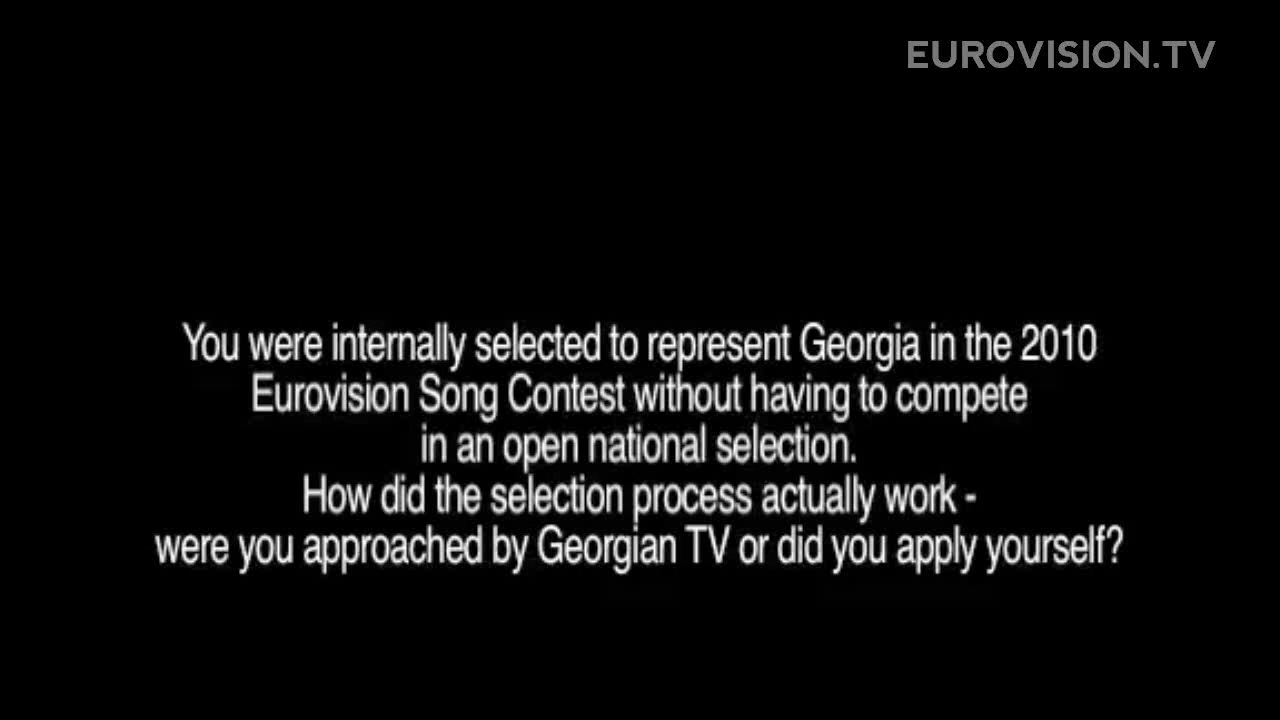 EUROVISION.TV
You were internally selected to represent Georgia in the 2010
Eurovision Song Contest without having to compete
in an open national selection.
How did the selection process actually work -
were you approached by Georgian TV or did you apply yourself?